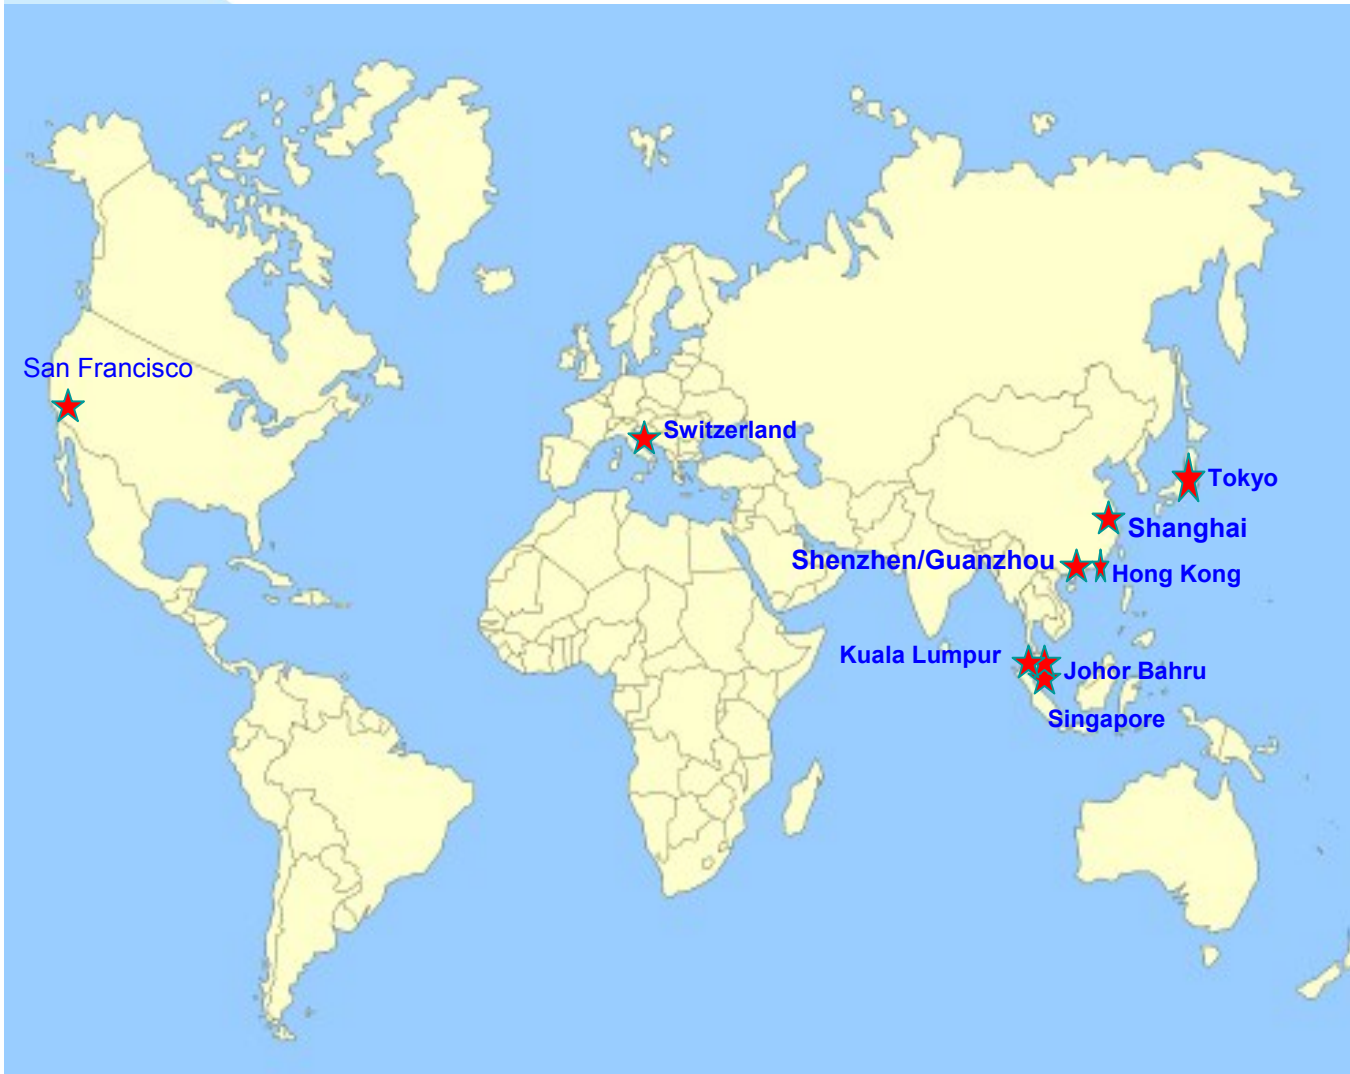 San Francisco
Switzerland
Tokyo
Shanghai
Shenzhen/Guanzhou
Hong Kong
Kuala Lumpur
Johor Bahru
Singapore